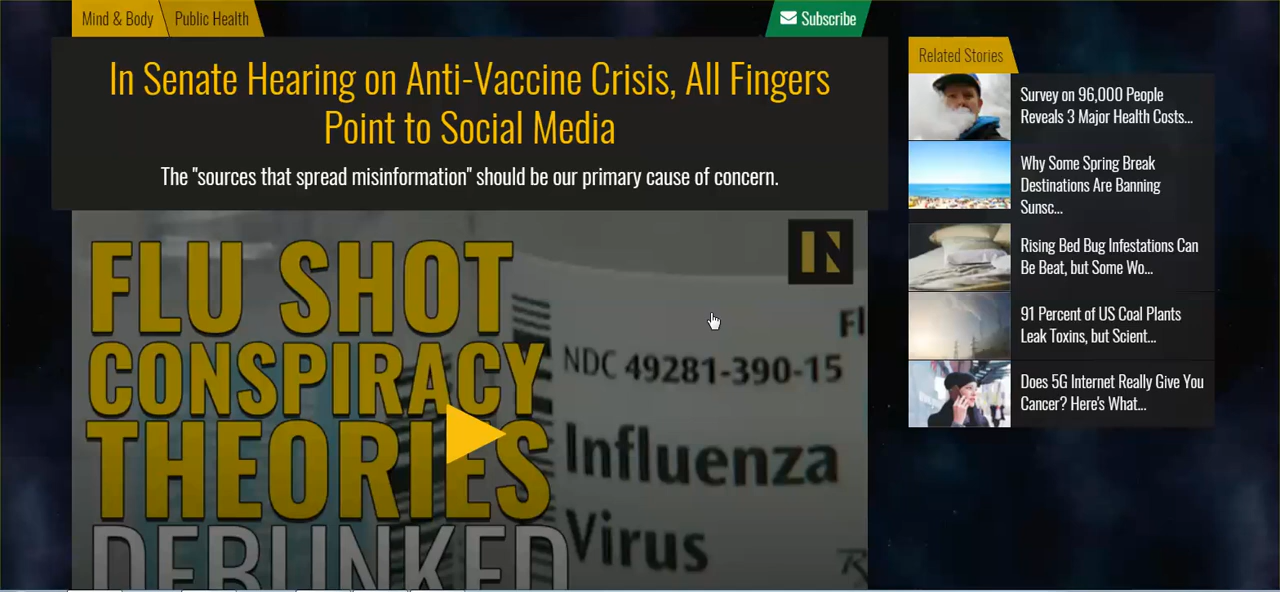 Mind & Body
Public Health
Subscribe
In Senate Hearing on Anti-Vaccine Crisis, All Fingers
Point to Social Media
The "sources that spread misinformation" should be our primary cause of concern.
FLU SHOT
CONSPIRACY
THEORIES
DEBUNKED
IN
Fl
NDC 49281-390-15
Influenza
Virus
R
Related Stories
Survey on 96,000 People
Reveals 3 Major Health Costs...
Why Some Spring Break
Destinations Are Banning
Sunsc...
Rising Bed Bug Infestations Can
Be Beat, but Some Wo...
91 Percent of US Coal Plants
Leak Toxins, but Scient...
Does 5G Internet Really Give You
Cancer? Here's What...